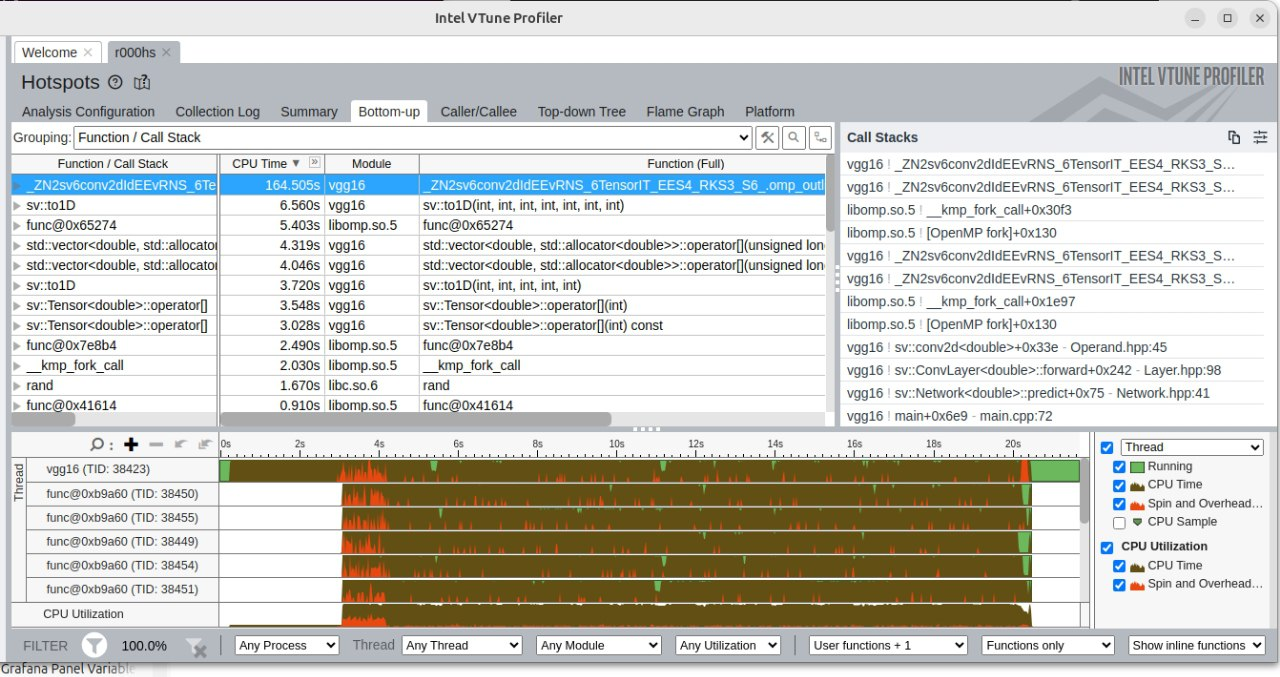 Intel VTune Profiler
Welcome
r000hs
Hotspots
INTEL VTUNE PROFILER
Analysis Configuration Collection Log Summary Bottom-up Caller/Callee Top-down Tree Flame Graph Platform
Grouping: Function / Call Stack
Call Stacks
Function / Call Stack CPU Time Module Function (Full)
_ZN2sv6conv2dIdEEvRNS_6Te 164.505s vgg16 _ZN2sv6conv2dIdEEvRNS_6TensorIT_EES4_RKS3_S6_.omp_outl
sv::to1D 6.560s vgg16 sv::to1D(int, int, int, int, int, int, int)
func@0x65274 5.403s libomp.so.5 func@0x65274
std::vector<double, std::allocator 4.319s vgg16 std::vector<double, std::allocator<double>>::operator[](unsigned lon
std::vector<double, std::allocator 4.046s vgg16 std::vector<double, std::allocator<double>>::operator[](unsigned lon
sv::to1D 3.720s vgg16 sv::to1D(int, int, int, int, int)
sv::Tensor<double>::operator[] 3.548s vgg16 sv::Tensor<double>::operator[](int)
sv::Tensor<double>::operator[] 3.028s vgg16 sv::Tensor<double>::operator[](int) const
func@0x7e8b4 2.490s libomp.so.5 func@0x7e8b4
__kmp_fork_call 2.030s libomp.so.5 __kmp_fork_call
rand 1.670s libc.so.6 rand
func@0x41614 0.910s libomp.so.5 func@0x41614
vgg16 ! _ZN2sv6conv2dIdEEvRNS_6TensorIT_EES4_RKS3_S...
vgg16 ! _ZN2sv6conv2dIdEEvRNS_6TensorIT_EES4_RKS3_S...
libomp.so.5 ! __kmp_fork_call+0x30f3
libomp.so.5 ! [OpenMP fork]+0x130
vgg16 ! _ZN2sv6conv2dIdEEvRNS_6TensorIT_EES4_RKS3_S...
vgg16 ! _ZN2sv6conv2dIdEEvRNS_6TensorIT_EES4_RKS3_S...
libomp.so.5 ! __kmp_fork_call+0x1e97
libomp.so.5 ! [OpenMP fork]+0x130
vgg16 ! sv::conv2d<double>+0x33e - Operand.hpp:45
vgg16 ! sv::ConvLayer<double>::forward+0x242 - Layer.hpp:98
vgg16 ! sv::Network<double>::predict+0x75 - Network.hpp:41
vgg16 ! main+0x6e9 - main.cpp:72
0s 2s 4s 6s 8s 10s 12s 14s 16s 18s 20s
Thread
vgg16 (TID: 38423)
func@0xb9a60 (TID: 38450)
func@0xb9a60 (TID: 38455)
func@0xb9a60 (TID: 38449)
func@0xb9a60 (TID: 38454)
func@0xb9a60 (TID: 38451)
CPU Utilization
Thread
Running
CPU Time
Spin and Overhead...
CPU Sample
CPU Utilization
CPU Time
Spin and Overhead...
FILTER 100.0% Any Process Thread Any Thread Any Module Any Utilization User functions + 1 Functions only Show inline functions
Grafana Panel Variable